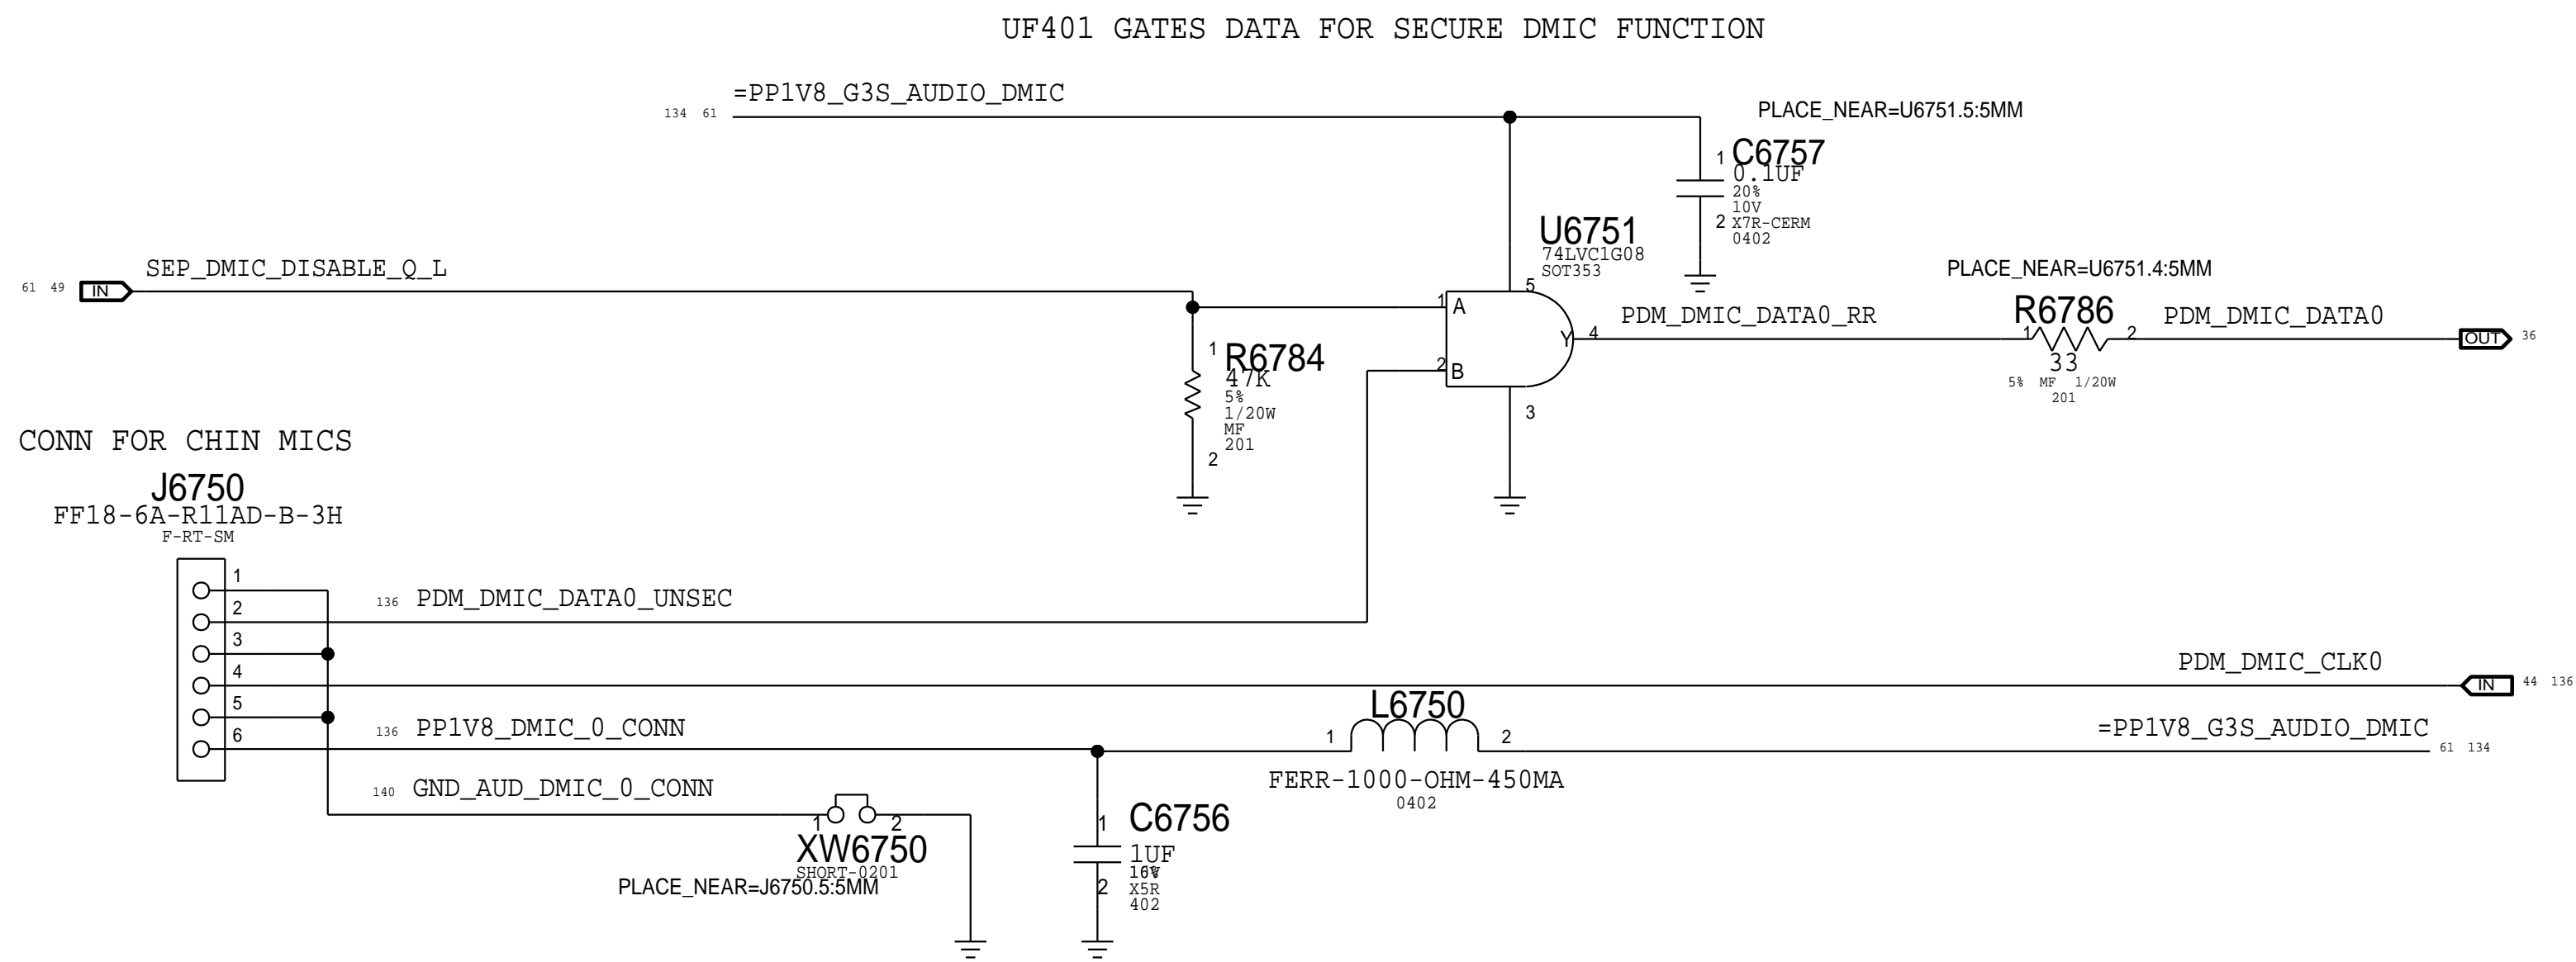 UF401 GATES DATA FOR SECURE DMIC FUNCTION
=PP1V8_G3S_AUDIO_DMIC
134 61
PLACE_NEAR=U6751.5:5MM
1 C6757
0.1UF
20%
10V
2 X7R-CERM
0402
U6751
74LVC1G08
SOT353
SEP_DMIC_DISABLE_Q_L
61 49 IN
PLACE_NEAR=U6751.4:5MM
5
1 A
2 B
Y 4
3
PDM_DMIC_DATA0_RR
R6786
1 2
33
5% MF 1/20W
201
PDM_DMIC_DATA0
OUT 36
1 R6784
47K
5%
1/20W
MF
201
2
CONN FOR CHIN MICS
J6750
FF18-6A-R11AD-B-3H
F-RT-SM
1
2
3
4
5
6
136 PDM_DMIC_DATA0_UNSEC
PDM_DMIC_CLK0
IN 44 136
136 PP1V8_DMIC_0_CONN
L6750
1 2
FERR-1000-OHM-450MA
0402
=PP1V8_G3S_AUDIO_DMIC
61 134
140 GND_AUD_DMIC_0_CONN
1 2
XW6750
SHORT-0201
PLACE_NEAR=J6750.5:5MM
1 C6756
1UF
2 X5R
402